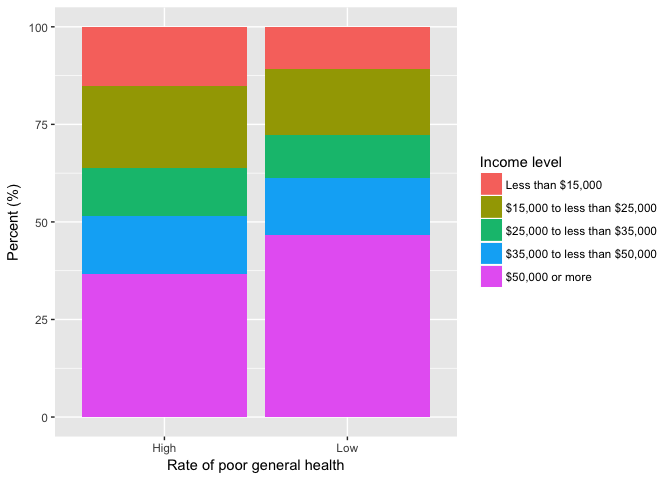 100
75
50
25
0
Percent (%)
High
Low
Rate of poor general health
Income level
Less than $15,000
$15,000 to less than $25,000
$25,000 to less than $35,000
$35,000 to less than $50,000
$50,000 or more